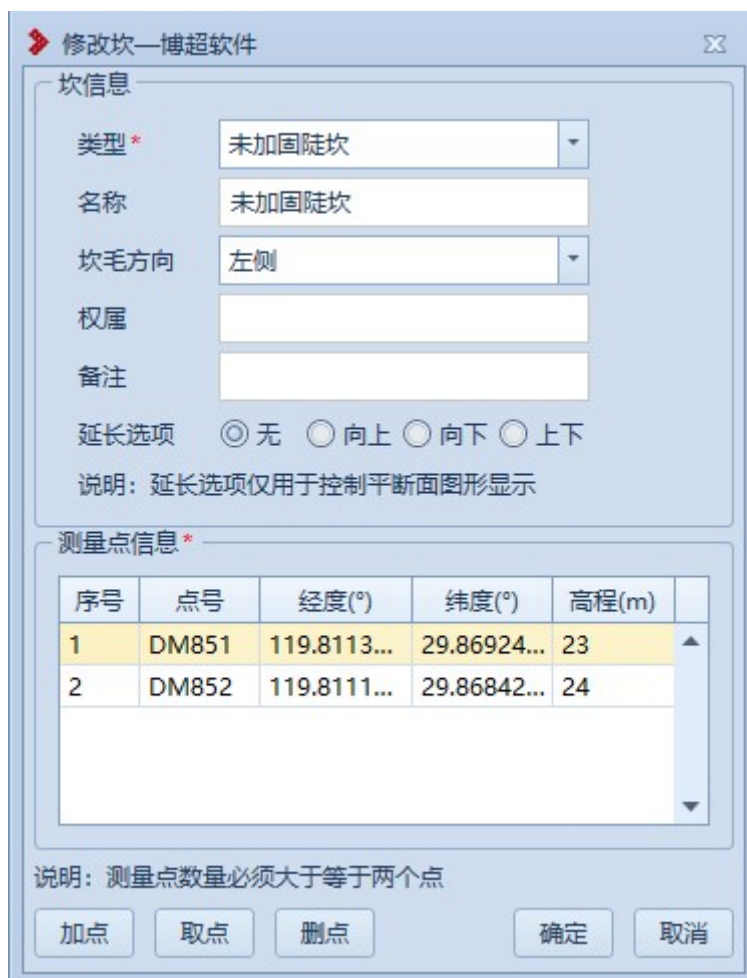 修改坎—博超软件
坎信息
类型* 未加固陡坎
名称 未加固陡坎
坎毛方向 左侧
权属
备注
延长选项 无 向上 向下 上下
说明：延长选项仅用于控制平断面图形显示
测量点信息*
序号 点号 经度(°) 纬度(°) 高程(m)
1 DM851 119.8113... 29.86924... 23
2 DM852 119.8111... 29.86842... 24
说明：测量点数量必须大于等于两个点
加点 取点 删点 确定 取消